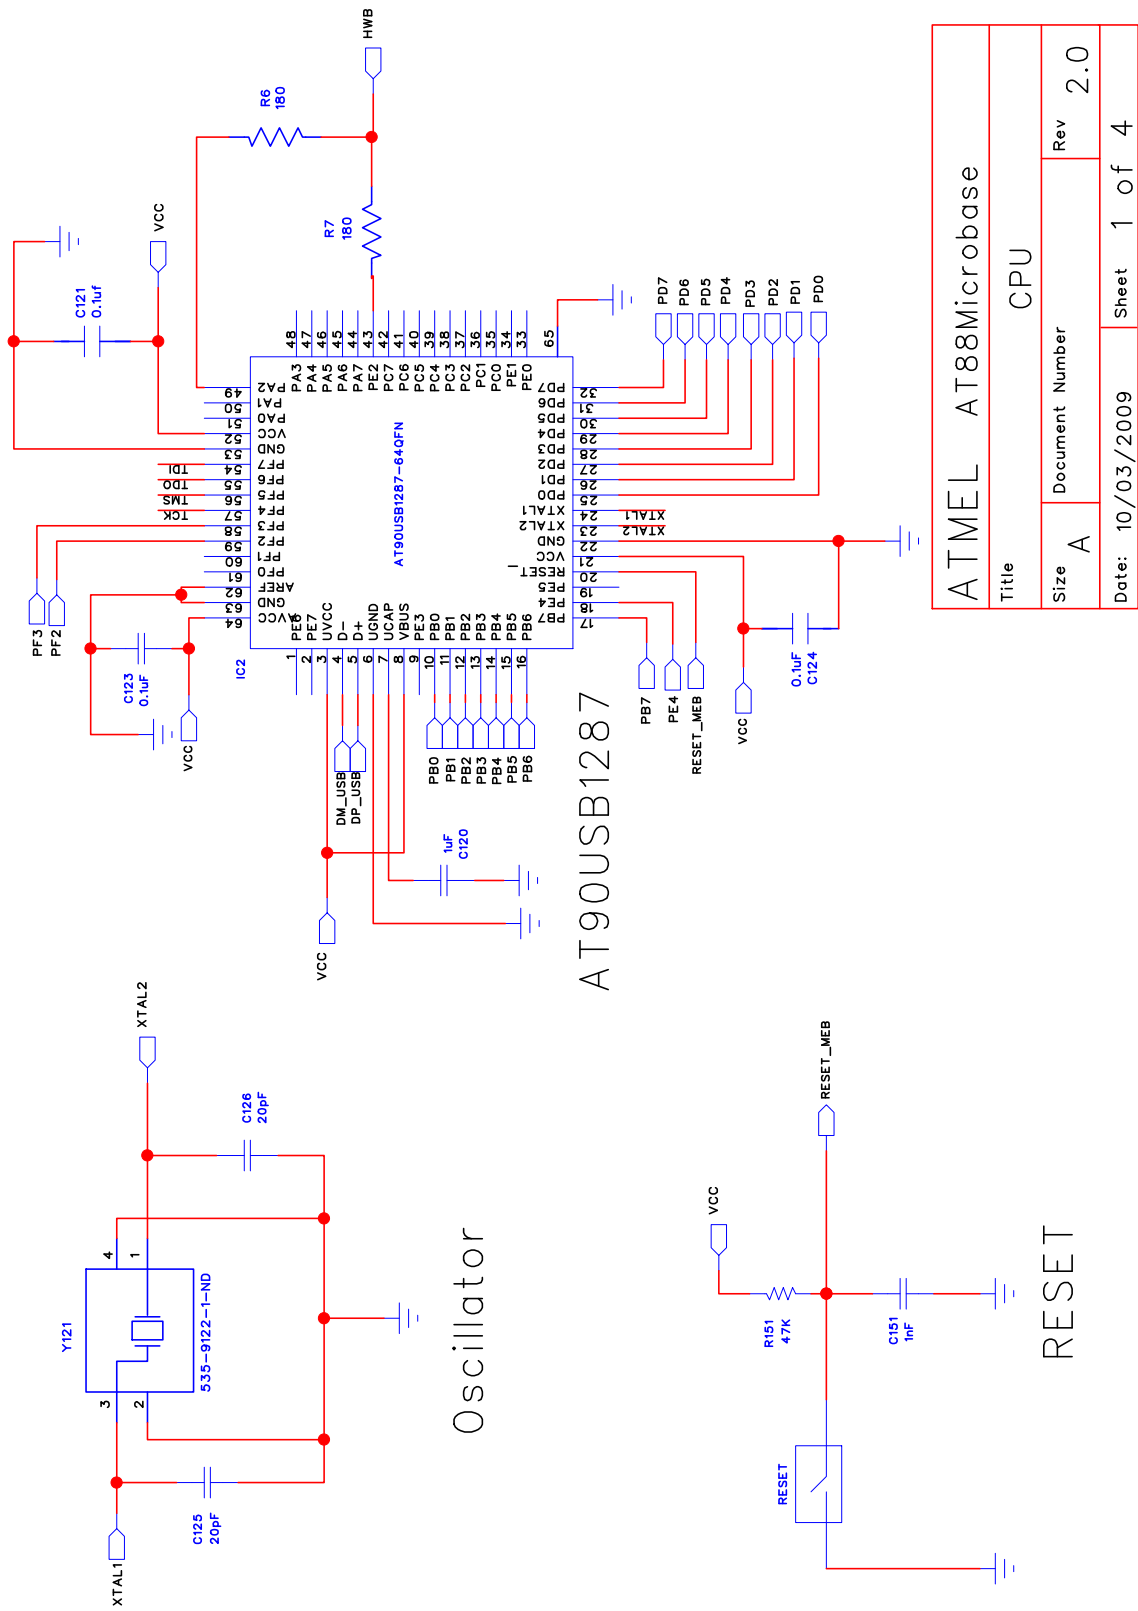 Y121
3
4
2
1
535-9122-1-ND
XTAL1
XTAL2
C125
20pF
C126
20pF
Oscillator
RESET
R151
47K
VCC
C151
1nF
RESET_MEB
RESET
PF3
PF2
C123
0.1uF
VCC
C121
0.1uf
VCC
TCK
TMS
TDO
TDI
R6
180
R7
180
HWB
IC2
AT90USB1287-64QFN
64 VCC
63 GND
62 AREF
61 PF0
60 PF1
59 PF2
58 PF3
57 PF4
56 PF5
55 PF6
54 PF7
53 GND
52 VCC
51 PA0
50 PA1
49 PA2
1 PE6
2 PE7
3 UVCC
4 D-
5 D+
6 UGND
7 UCAP
8 VBUS
9 PE3
10 PB0
11 PB1
12 PB2
13 PB3
14 PB4
15 PB5
16 PB6
PA3 48
PA4 47
PA5 46
PA6 45
PA7 44
PE2 43
PC7 42
PC6 41
PC5 40
PC4 39
PC3 38
PC2 37
PC1 36
PC0 35
PE1 34
PE0 33
65
PB7 17
PE4 18
PE5 19
RESET_ 20
VCC 21
GND 22
XTAL2 23
XTAL1 24
PD0 25
PD1 26
PD2 27
PD3 28
PD4 29
PD5 30
PD6 31
PD7 32
VCC
DM_USB
DP_USB
1uF
C120
PB0
PB1
PB2
PB3
PB4
PB5
PB6
PB7
PE4
RESET_MEB
VCC
0.1uF
C124
XTAL2
XTAL1
PD7
PD6
PD5
PD4
PD3
PD2
PD1
PD0
AT90USB1287
ATMEL AT88Microbase
Title
CPU
Size A
Document Number
Rev 2.0
Date: 10/03/2009
Sheet 1 of 4